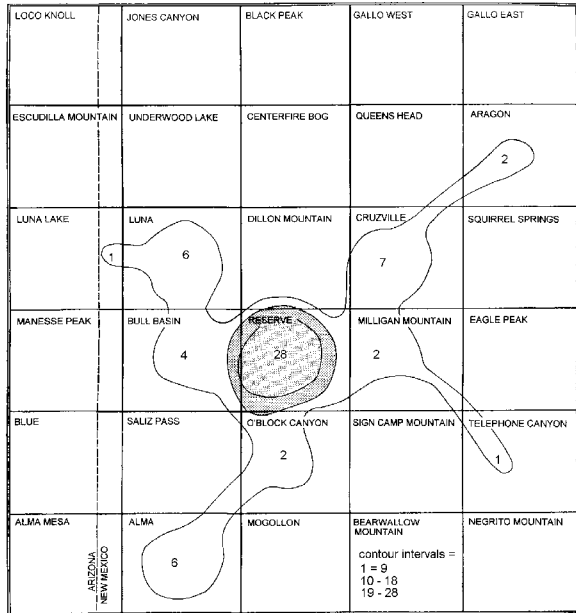 LOCO KNOLL
JONES CANYON
BLACK PEAK
GALLO WEST
GALLO EAST
ESCUDILLA MOUNTAIN
UNDERWOOD LAKE
CENTERFIRE BOG
QUEENS HEAD
ARAGON
2
LUNA LAKE
LUNA
DILLON MOUNTAIN
CRUZVILLE
SQUIRREL SPRINGS
1
6
7
MANESSE PEAK
BULL BASIN
RESERVE
MILLIGAN MOUNTAIN
EAGLE PEAK
4
28
2
BLUE
SALIZ PASS
O'BLOCK CANYON
SIGN CAMP MOUNTAIN
TELEPHONE CANYON
2
1
ALMA MESA
ALMA
MOGOLLON
BEARWALLOW
MOUNTAIN
NEGRITO MOUNTAIN
6
ARIZONA
NEW MEXICO
contour intervals =
1 = 9
10 - 18
19 - 28